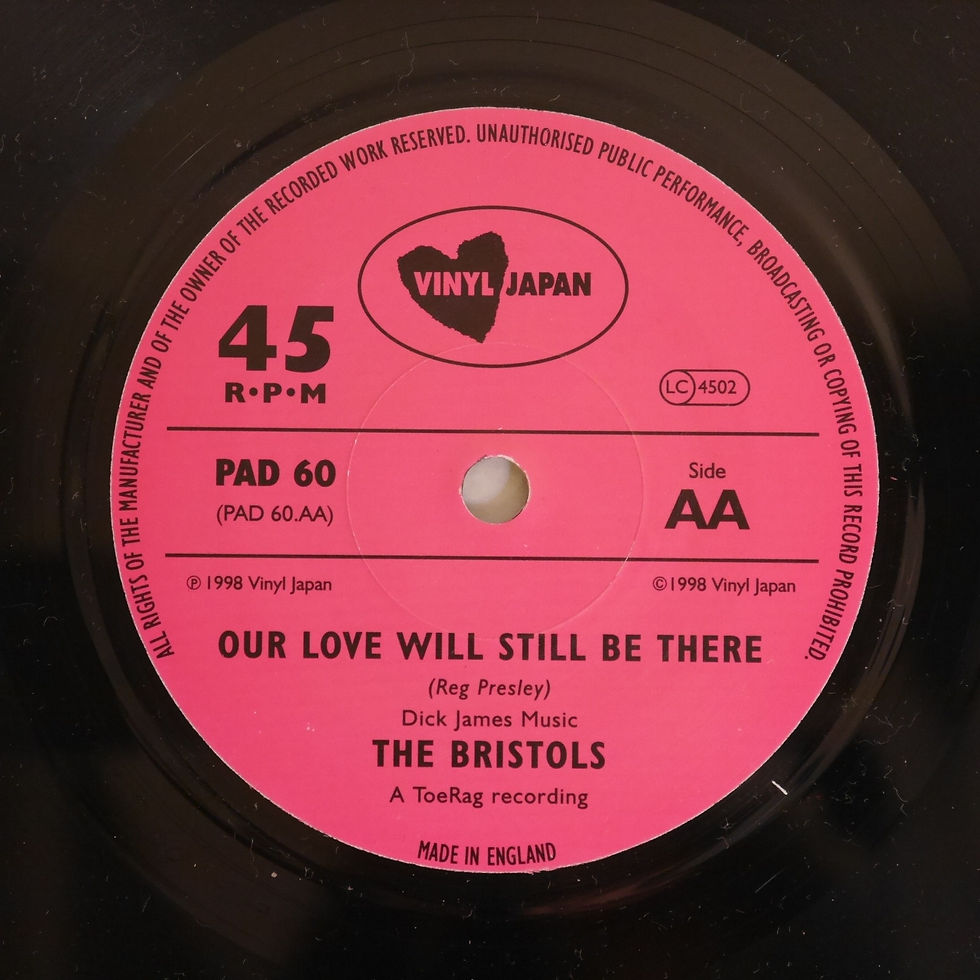 ALL RIGHTS OF THE MANUFACTURER AND OF THE OWNER OF THE RECORDED WORK RESERVED. UNAUTHORISED PUBLIC PERFORMANCE, BROADCASTING OR COPYING OF THIS RECORD PROHIBITED.
VINYL JAPAN
45
R•P•M
LC 4502
PAD 60
(PAD 60.AA)
Side
AA
℗ 1998 Vinyl Japan
© 1998 Vinyl Japan
OUR LOVE WILL STILL BE THERE
(Reg Presley)
Dick James Music
THE BRISTOLS
A ToeRag recording
MADE IN ENGLAND